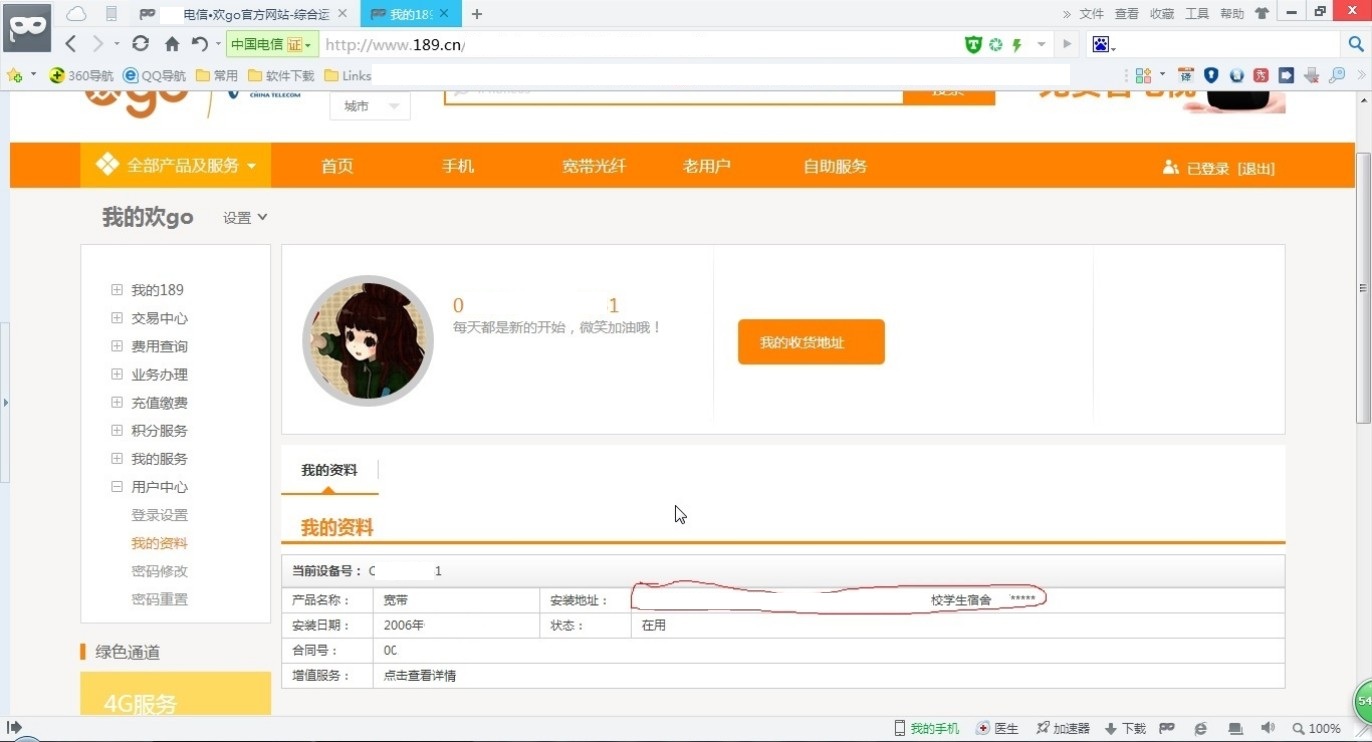 电信•欢go官方网站-综合运
我的189
文件 查看 收藏 工具 帮助
中国电信 证
http://www.189.cn/
360导航 QQ导航 常用 软件下载 Links
欢go
CHINA TELECOM
城市
搜索
全部产品及服务 首页 手机 宽带光纤 老用户 自助服务 已登录 [退出]
我的欢go 设置
我的189
交易中心
费用查询
业务办理
充值缴费
积分服务
我的服务
用户中心
登录设置
我的资料
密码修改
密码重置
绿色通道
4G服务
0 1
每天都是新的开始，微笑加油哦！
我的收货地址
我的资料
我的资料
当前设备号： 1
产品名称： 宽带 安装地址： 校学生宿舍 *****
安装日期： 2006年 状态： 在用
合同号： 00
增值服务： 点击查看详情
54
我的手机 医生 加速器 下载 100%